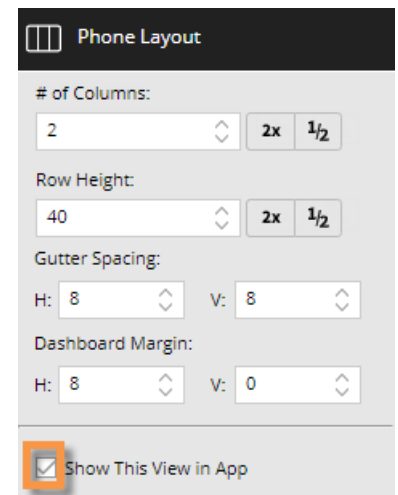 Phone Layout
# of Columns:
2 2x 1/2
Row Height:
40 2x 1/2
Gutter Spacing:
H: 8 V: 8
Dashboard Margin:
H: 8 V: 0
Show This View in App